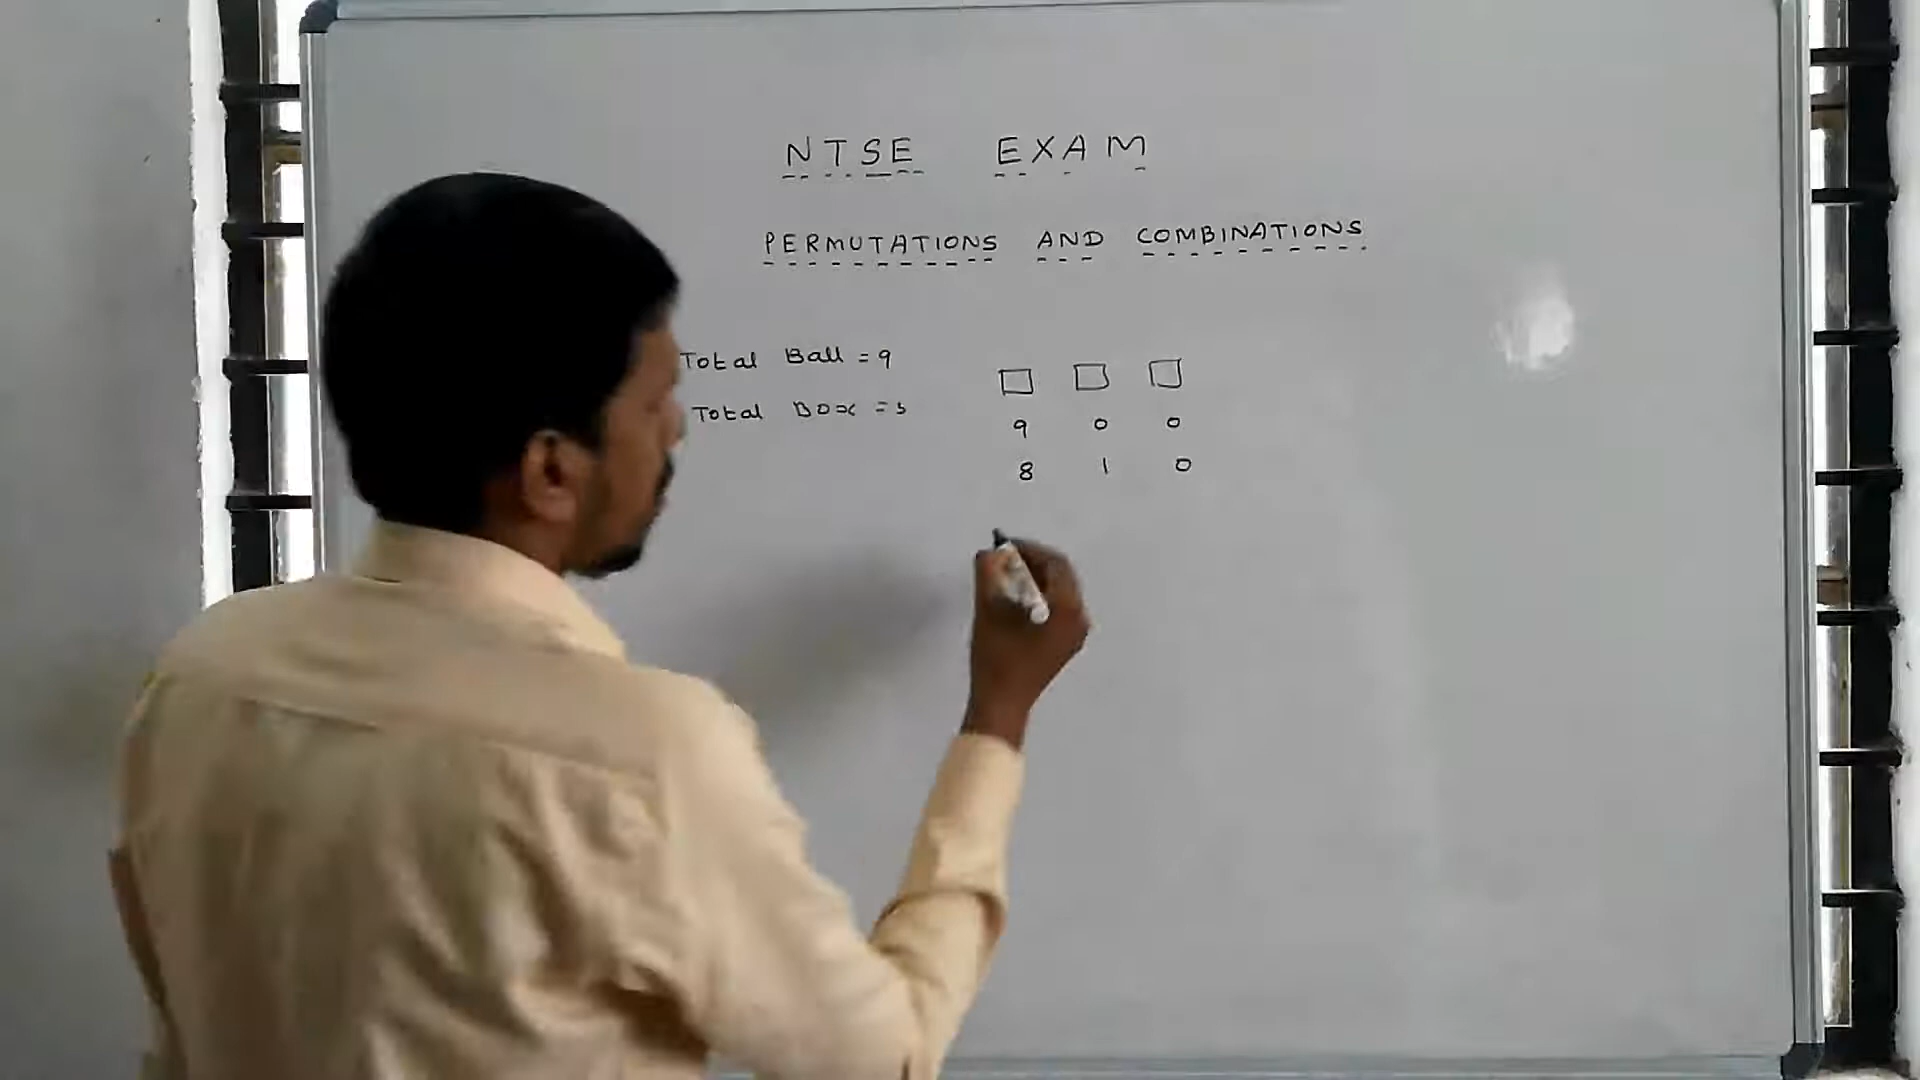 NTSE EXAM
PERMUTATIONS AND COMBINATIONS
Total Ball = 9
Total Box = 3
9 0 0
8 1 0